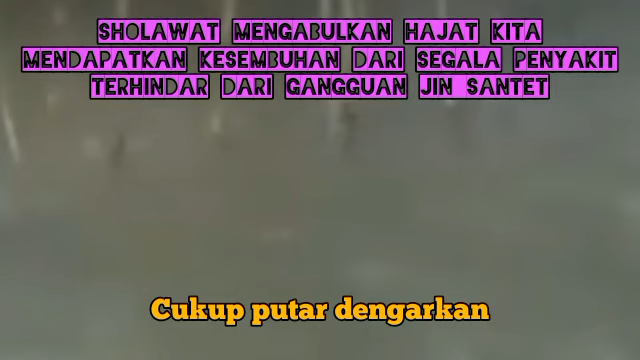 SHOLAWAT MENGABULKAN HAJAT KITA
MENDAPATKAN KESEMBUHAN DARI SEGALA PENYAKIT
TERHINDAR DARI GANGGUAN JIN SANTET
Cukup putar dengarkan